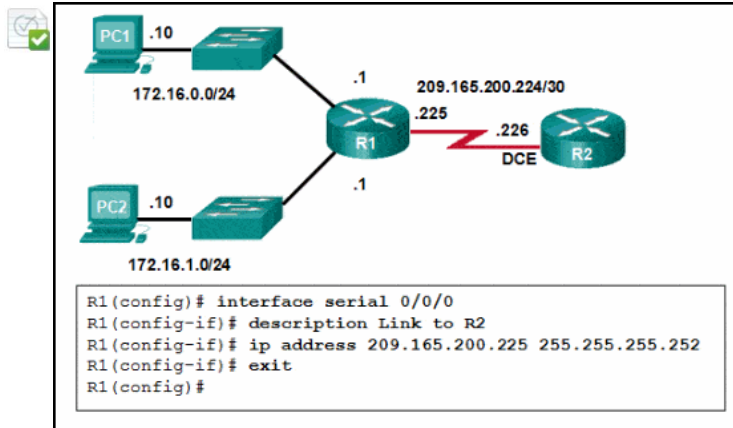 PC1
.10
172.16.0.0/24
.1
209.165.200.224/30
.225
.226
R1
DCE
R2
.1
PC2
.10
172.16.1.0/24
R1(config)# interface serial 0/0/0
R1(config-if)# description Link to R2
R1(config-if)# ip address 209.165.200.225 255.255.255.252
R1(config-if)# exit
R1(config)#